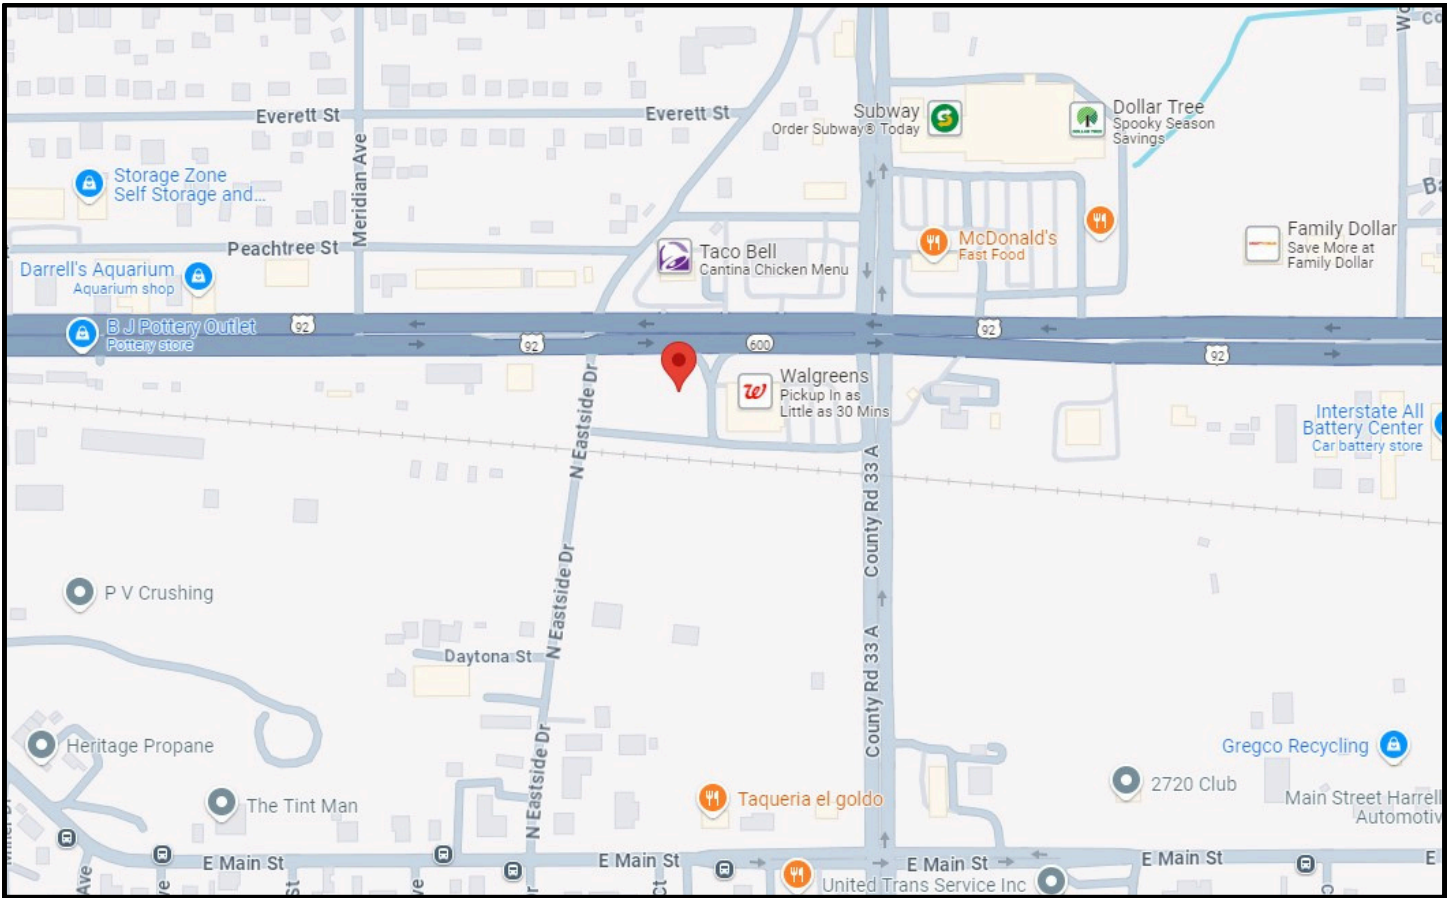 Everett St
Everett St
Subway
Order Subway® Today
Dollar Tree
Spooky Season
Savings
Meridian Ave
Storage Zone
Self Storage and...
Peachtree St
Taco Bell
Cantina Chicken Menu
McDonald's
Fast Food
Family Dollar
Save More at
Family Dollar
Darrell's Aquarium
Aquarium shop
B J Pottery Outlet
Pottery store
92
92
600
92
92
Walgreens
Pickup In as
Little as 30 Mins
N Eastside Dr
Interstate All
Battery Center
Car battery store
County Rd 33 A
N Eastside Dr
P V Crushing
Daytona St
County Rd 33 A
N Eastside Dr
Heritage Propane
Gregco Recycling
The Tint Man
Taqueria el goldo
2720 Club
Main Street Harrell
Automotiv
E Main St
E Main St
E Main St
E Main St
E
United Trans Service Inc
Ave
St
Ct